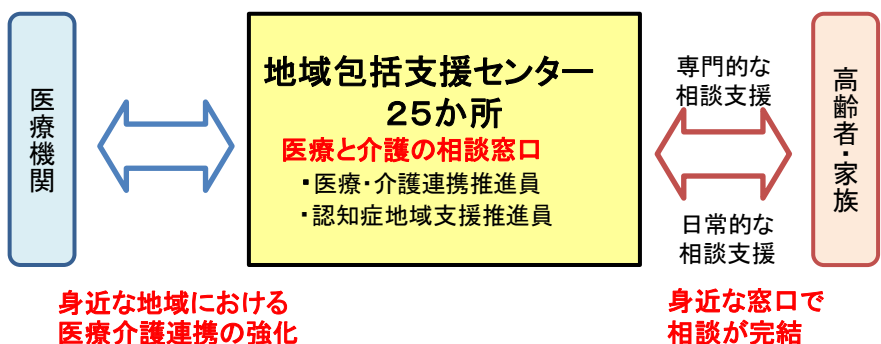 医療機関
地域包括支援センター
25か所
医療と介護の相談窓口
・医療・介護連携推進員
・認知症地域支援推進員
専門的な
相談支援
日常的な
相談支援
高齢者・家族
身近な地域における
医療介護連携の強化
身近な窓口で
相談が完結